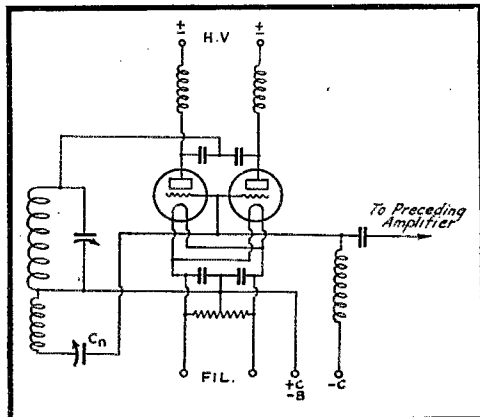 ± H.V ±
To Preceding
Amplifier
Cn
FIL.
+C
-B
-C